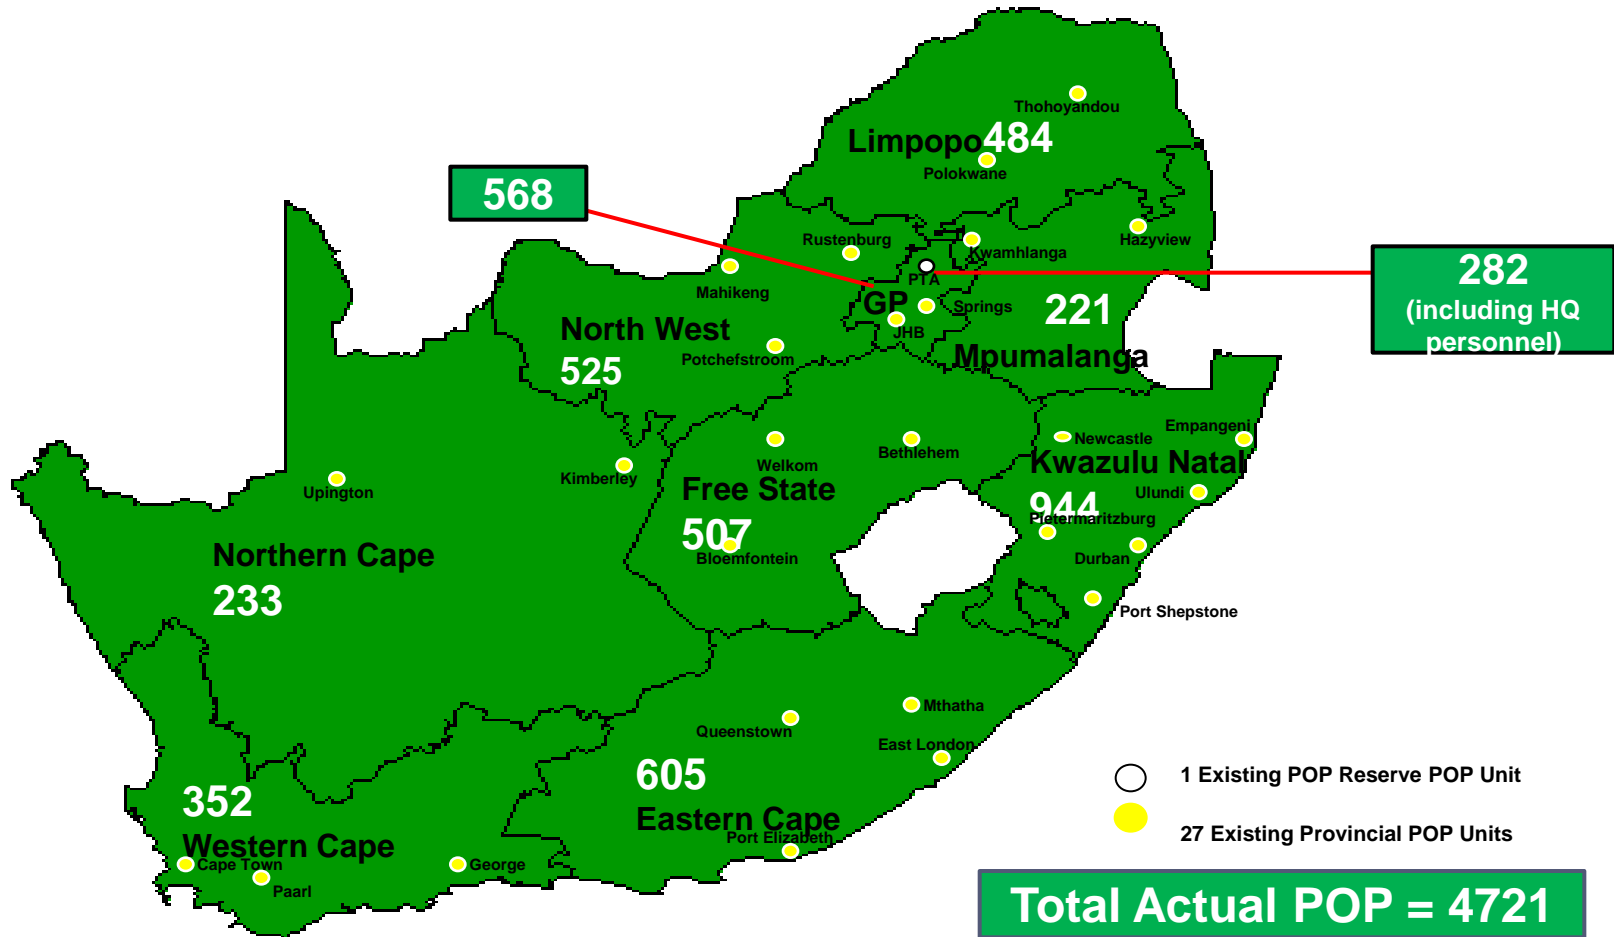 Thohoyandou
Limpopo 484
Polokwane
568
Rustenburg
Kwamhlanga
Hazyview
Mahikeng
PTA
282
(including HQ
personnel)
GP
Springs
221
JHB
North West
Potchefstroom
525
Mpumalanga
Newcastle
Empangeni
Welkom
Bethlehem
Kwazulu Natal
Upington
Kimberley
Free State
Ulundi
944
Pietermaritzburg
507
Bloemfontein
Durban
Northern Cape
233
Port Shepstone
Mthatha
Queenstown
East London
605
Eastern Cape
Port Elizabeth
352
Western Cape
Cape Town
Paarl
George
1 Existing POP Reserve POP Unit
27 Existing Provincial POP Units
Total Actual POP = 4721